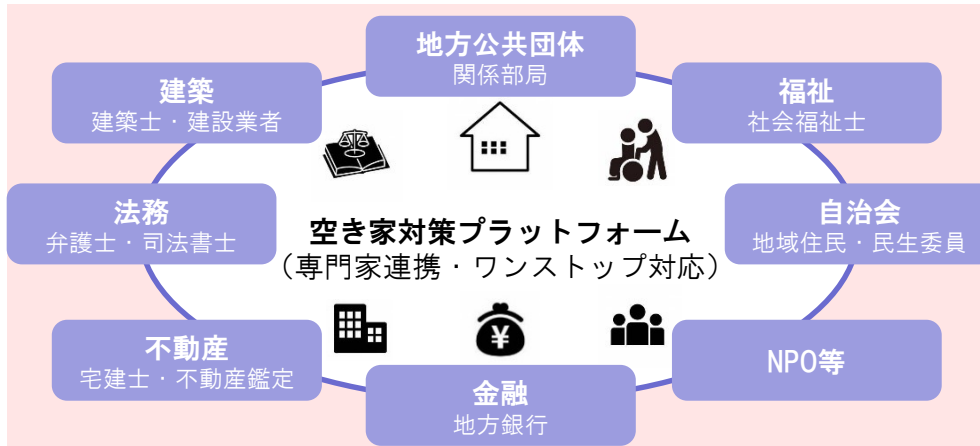 地方公共団体
関係部局
建築
建築士・建設業者
福祉
社会福祉士
法務
弁護士・司法書士
空き家対策プラットフォーム
（専門家連携・ワンストップ対応）
自治会
地域住民・民生委員
不動産
宅建士・不動産鑑定
¥
金融
地方銀行
NPO等